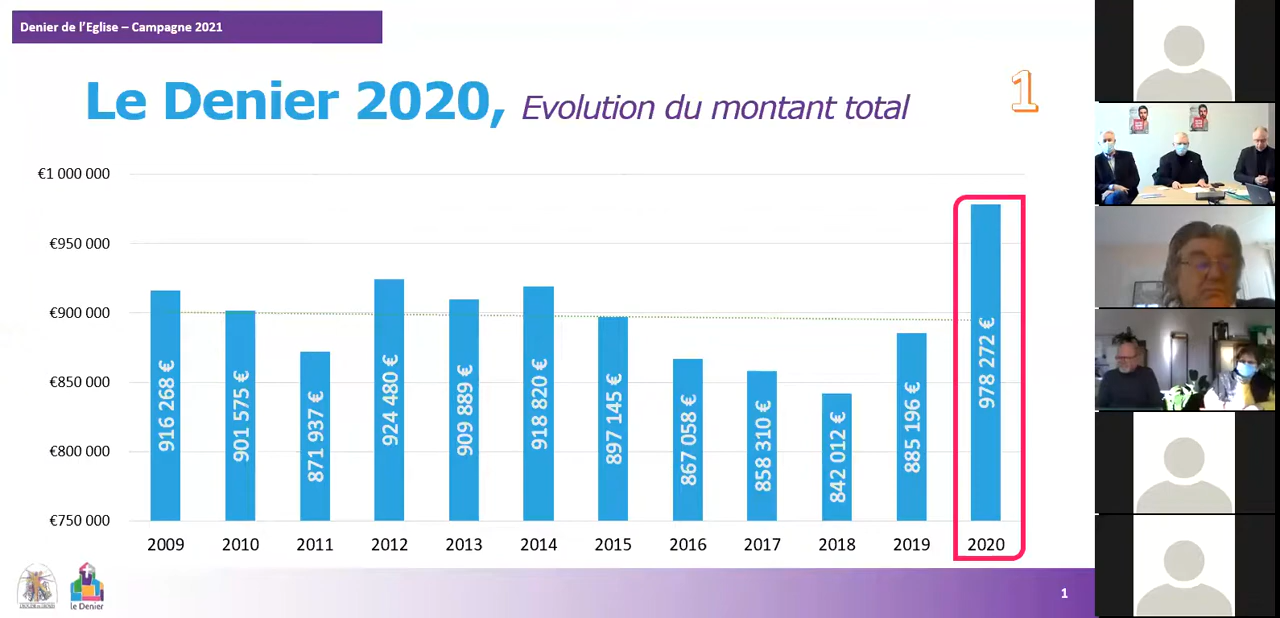 Denier de l’Eglise – Campagne 2021
Le Denier 2020, Evolution du montant total
1
€1 000 000
€950 000
€900 000
€850 000
€800 000
€750 000
916 268 €
901 575 €
871 937 €
924 480 €
909 889 €
918 820 €
897 145 €
867 058 €
858 310 €
842 012 €
885 196 €
978 272 €
2009 2010 2011 2012 2013 2014 2015 2016 2017 2018 2019 2020
le Denier
1